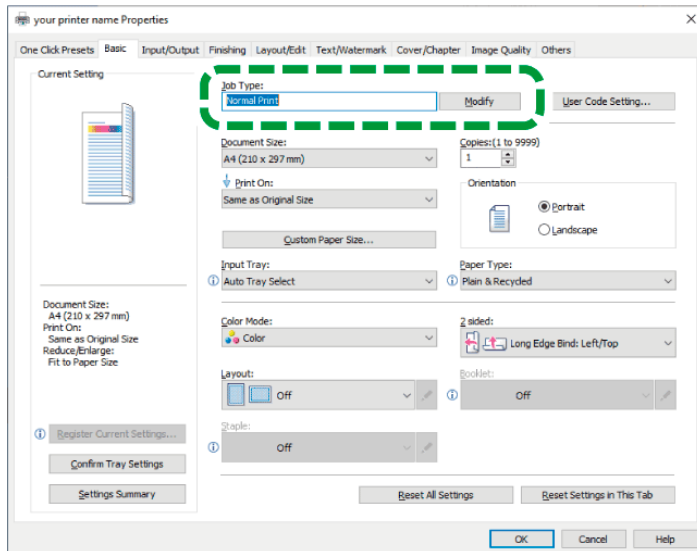 your printer name Properties
One Click Presets Basic Input/Output Finishing Layout/Edit Text/Watermark Cover/Chapter Image Quality Others
Current Setting
Job Type:
Normal Print
Modify
User Code Setting...
Document Size:
A4 (210 x 297 mm)
Copies:(1 to 9999)
1
Print On:
Same as Original Size
Orientation
Portrait
Landscape
Custom Paper Size...
Input Tray:
Auto Tray Select
Paper Type:
Plain & Recycled
Document Size:
A4 (210 x 297 mm)
Print On:
Same as Original Size
Reduce/Enlarge:
Fit to Paper Size
Color Mode:
Color
2 sided:
Long Edge Bind: Left/Top
Layout:
Off
Booklet:
Off
Register Current Settings...
Staple:
Off
Confirm Tray Settings
Settings Summary
Reset All Settings
Reset Settings in This Tab
OK
Cancel
Help